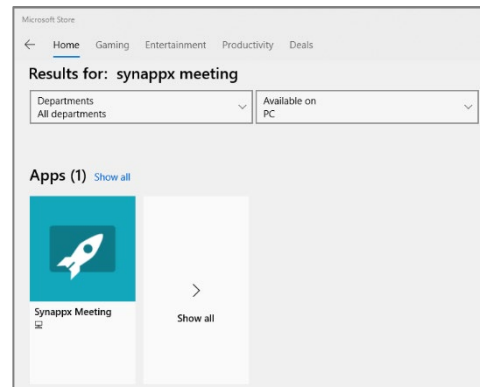 Microsoft Store
Home Gaming Entertainment Productivity Deals
Results for: synappx meeting
Departments
All departments
Available on
PC
Apps (1) Show all
Synappx Meeting
Show all